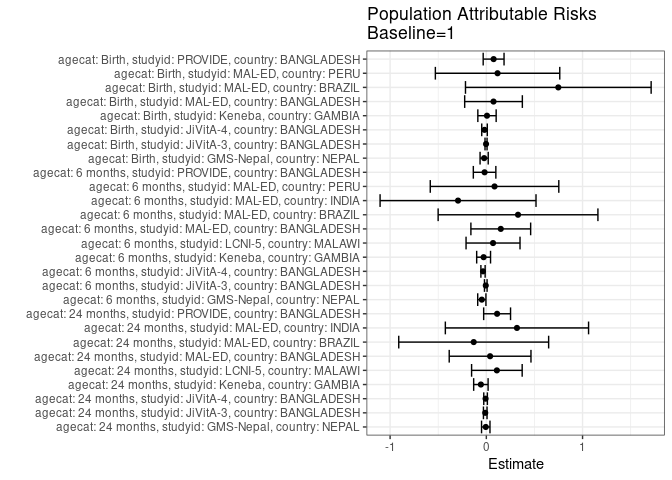 Population Attributable Risks
Baseline=1
agecat: Birth, studyid: PROVIDE, country: BANGLADESH
agecat: Birth, studyid: MAL-ED, country: PERU
agecat: Birth, studyid: MAL-ED, country: BRAZIL
agecat: Birth, studyid: MAL-ED, country: BANGLADESH
agecat: Birth, studyid: Keneba, country: GAMBIA
agecat: Birth, studyid: JiVitA-4, country: BANGLADESH
agecat: Birth, studyid: JiVitA-3, country: BANGLADESH
agecat: Birth, studyid: GMS-Nepal, country: NEPAL
agecat: 6 months, studyid: PROVIDE, country: BANGLADESH
agecat: 6 months, studyid: MAL-ED, country: PERU
agecat: 6 months, studyid: MAL-ED, country: INDIA
agecat: 6 months, studyid: MAL-ED, country: BRAZIL
agecat: 6 months, studyid: MAL-ED, country: BANGLADESH
agecat: 6 months, studyid: LCNI-5, country: MALAWI
agecat: 6 months, studyid: Keneba, country: GAMBIA
agecat: 6 months, studyid: JiVitA-4, country: BANGLADESH
agecat: 6 months, studyid: JiVitA-3, country: BANGLADESH
agecat: 6 months, studyid: GMS-Nepal, country: NEPAL
agecat: 24 months, studyid: PROVIDE, country: BANGLADESH
agecat: 24 months, studyid: MAL-ED, country: INDIA
agecat: 24 months, studyid: MAL-ED, country: BRAZIL
agecat: 24 months, studyid: MAL-ED, country: BANGLADESH
agecat: 24 months, studyid: LCNI-5, country: MALAWI
agecat: 24 months, studyid: Keneba, country: GAMBIA
agecat: 24 months, studyid: JiVitA-4, country: BANGLADESH
agecat: 24 months, studyid: JiVitA-3, country: BANGLADESH
agecat: 24 months, studyid: GMS-Nepal, country: NEPAL
-1 0 1
Estimate